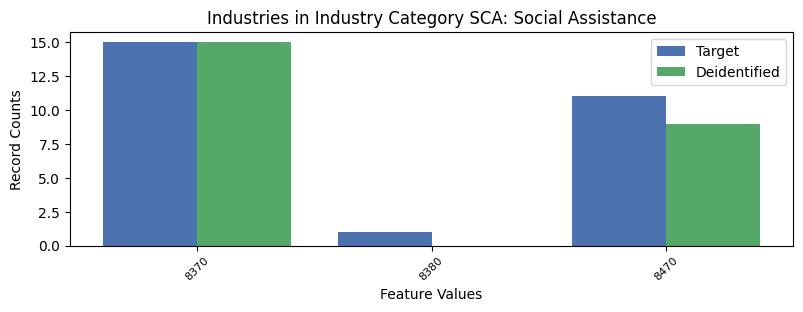 Industries in Industry Category SCA: Social Assistance
Target
Deidentified
Record Counts
15.0
12.5
10.0
7.5
5.0
2.5
0.0
8370
8380
8470
Feature Values